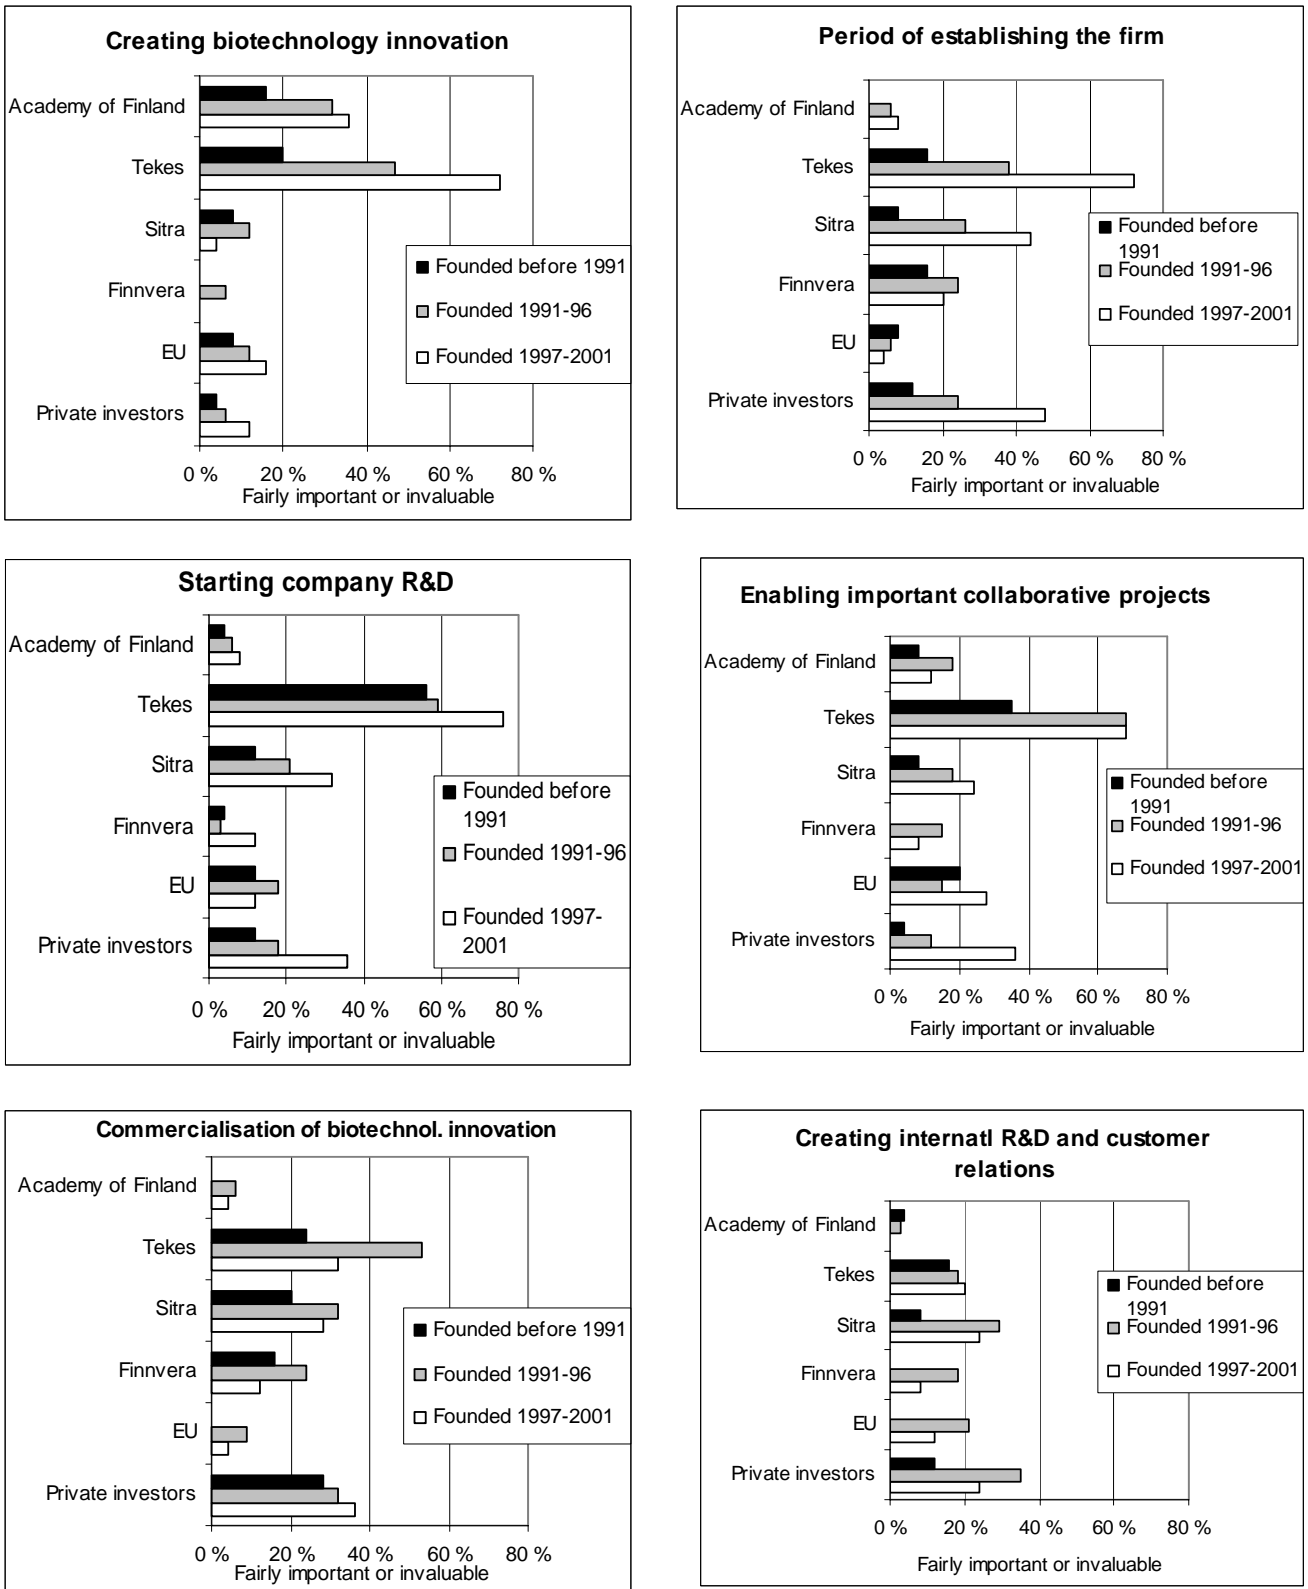 Creating biotechnology innovation
Academy of Finland
Tekes
Sitra
Finnvera
EU
Private investors
Founded before 1991
Founded 1991-96
Founded 1997-2001
0 % 20 % 40 % 60 % 80 %
Fairly important or invaluable
Period of establishing the firm
Academy of Finland
Tekes
Sitra
Finnvera
EU
Private investors
Founded before
1991
Founded 1991-96
Founded 1997-2001
0 % 20 % 40 % 60 % 80 %
Fairly important or invaluable
Starting company R&D
Academy of Finland
Tekes
Sitra
Finnvera
EU
Private investors
Founded before
1991
Founded 1991-96
Founded 1997-
2001
0 % 20 % 40 % 60 % 80 %
Fairly important or invaluable
Enabling important collaborative projects
Academy of Finland
Tekes
Sitra
Finnvera
EU
Private investors
Founded before
1991
Founded 1991-96
Founded 1997-2001
0 % 20 % 40 % 60 % 80 %
Fairly important or invaluable
Commercialisation of biotechnol. innovation
Academy of Finland
Tekes
Sitra
Finnvera
EU
Private investors
Founded before 1991
Founded 1991-96
Founded 1997-2001
0 % 20 % 40 % 60 % 80 %
Fairly important or invaluable
Creating internatl R&D and customer
relations
Academy of Finland
Tekes
Sitra
Finnvera
EU
Private investors
Founded before
1991
Founded 1991-96
Founded 1997-2001
0 % 20 % 40 % 60 % 80 %
Fairly important or invaluable